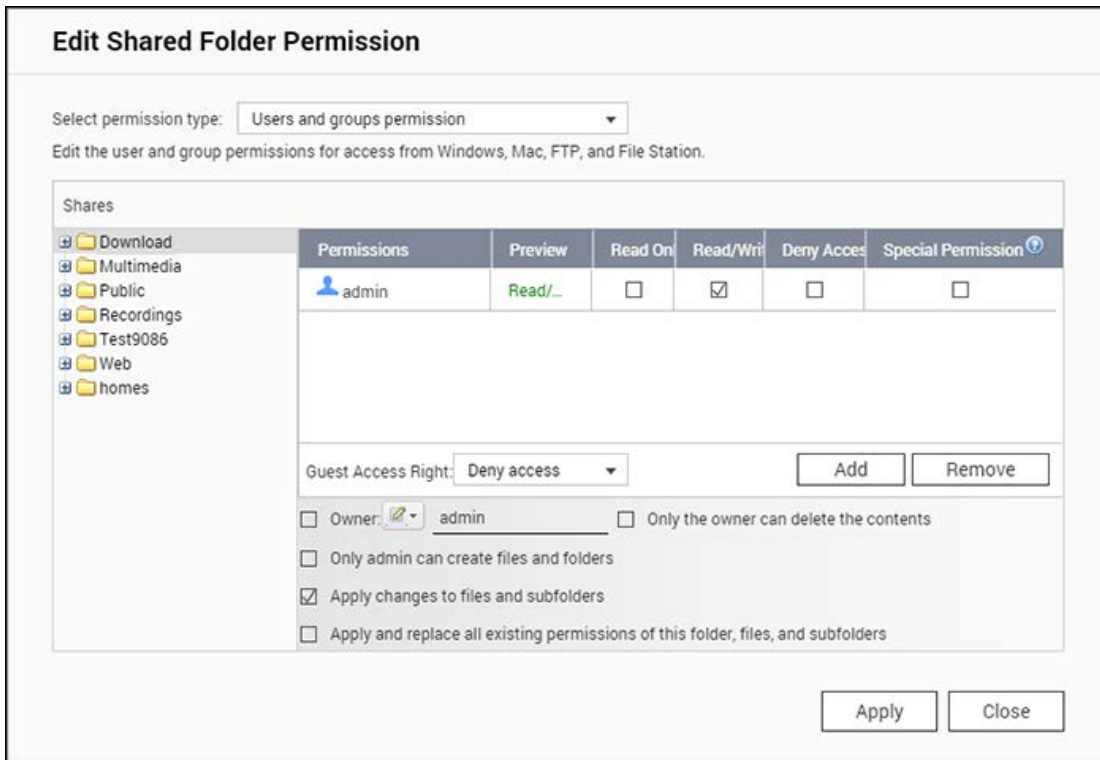 Edit Shared Folder Permission
Select permission type: Users and groups permission
Edit the user and group permissions for access from Windows, Mac, FTP, and File Station.
Shares
Download
Multimedia
Public
Recordings
Test9086
Web
homes
Permissions Preview Read On Read/Writ Deny Acces Special Permission
admin Read/...
Guest Access Right: Deny access Add Remove
Owner: admin Only the owner can delete the contents
Only admin can create files and folders
Apply changes to files and subfolders
Apply and replace all existing permissions of this folder, files, and subfolders
Apply Close